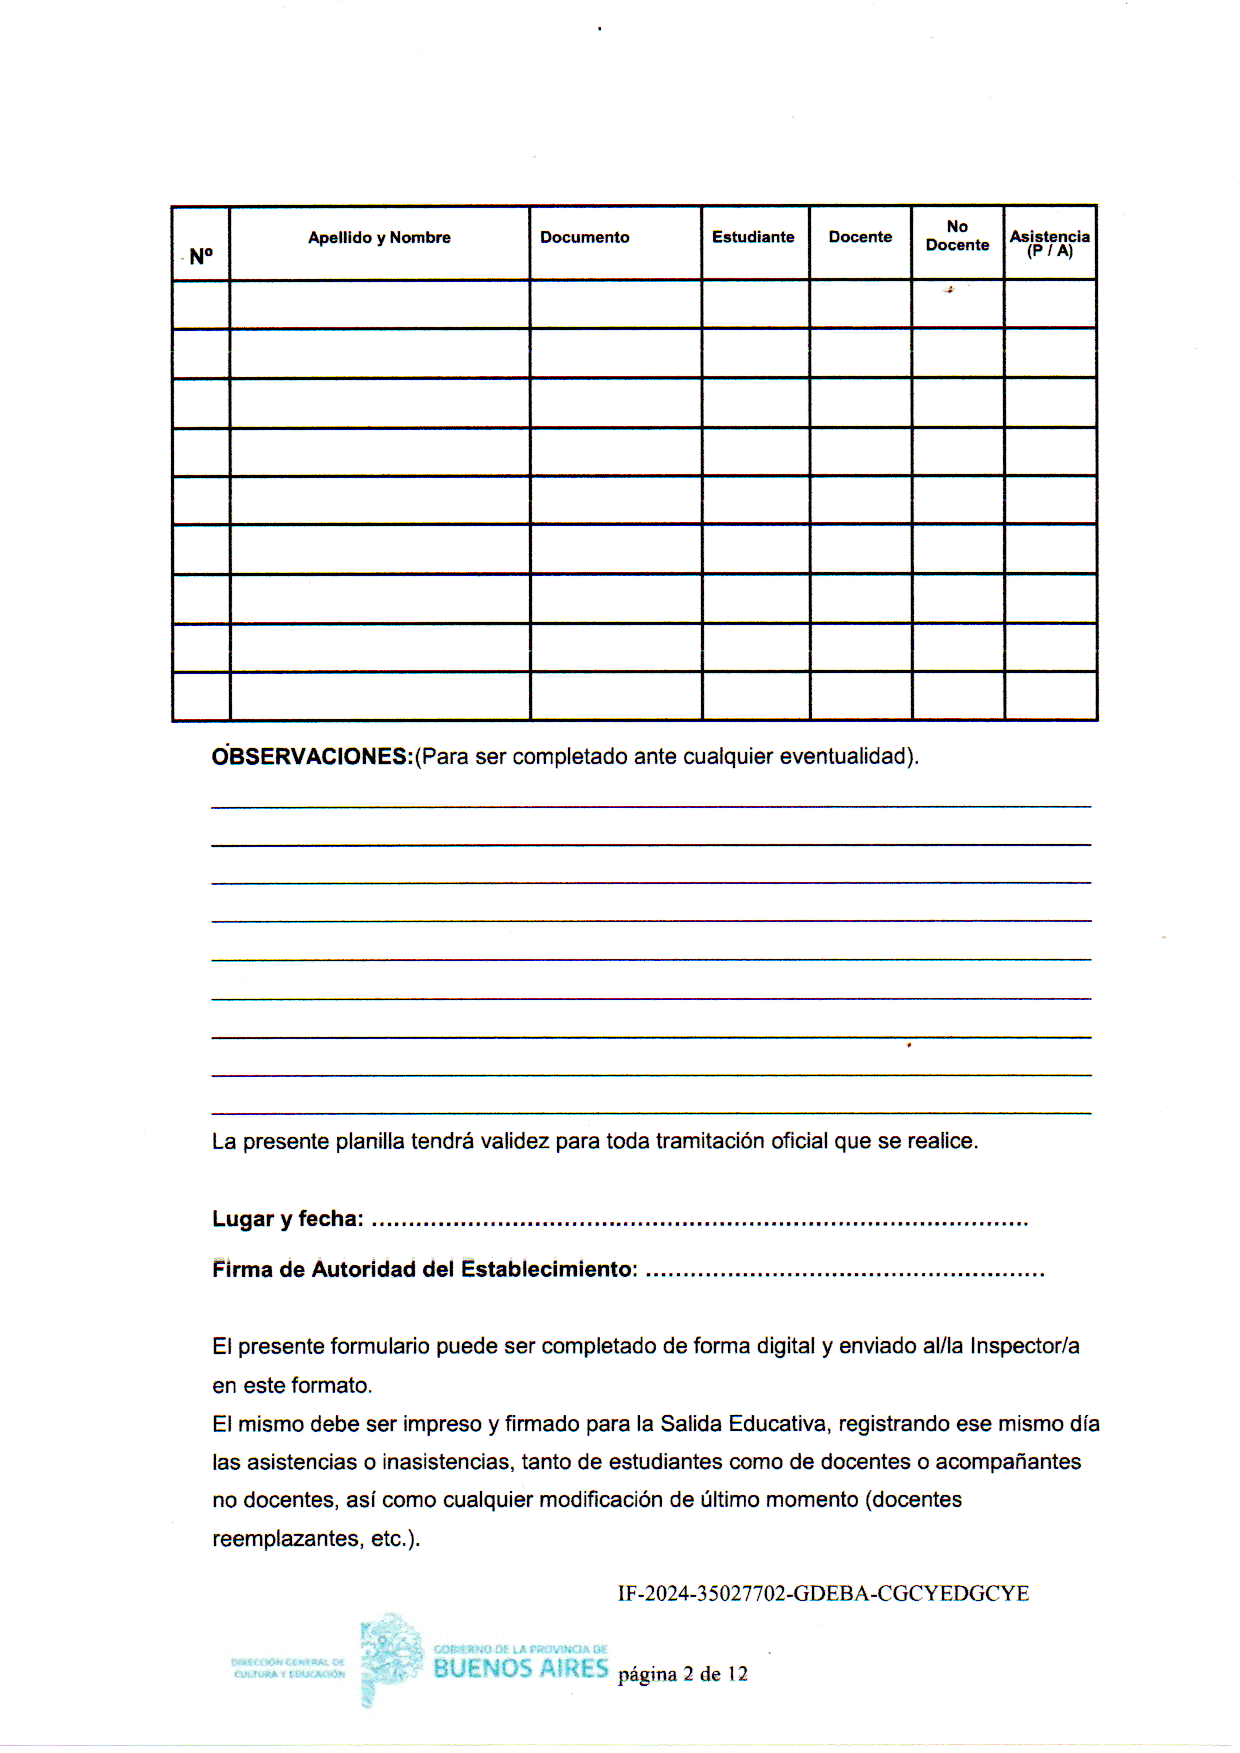 Nº
Apellido y Nombre
Documento
Estudiante
Docente
No
Docente
Asistencia
(P / A)
OBSERVACIONES:(Para ser completado ante cualquier eventualidad).
La presente planilla tendrá validez para toda tramitación oficial que se realice.
Lugar y fecha: ........................................................................................
Firma de Autoridad del Establecimiento: ......................................................
El presente formulario puede ser completado de forma digital y enviado al/la Inspector/a
en este formato.
El mismo debe ser impreso y firmado para la Salida Educativa, registrando ese mismo día
las asistencias o inasistencias, tanto de estudiantes como de docentes o acompañantes
no docentes, así como cualquier modificación de último momento (docentes
reemplazantes, etc.).
IF-2024-35027702-GDEBA-CGCYEDGCYE
DIRECCIÓN GENERAL DE
CULTURA Y EDUCACIÓN
GOBIERNO DE LA PROVINCIA DE
BUENOS AIRES
página 2 de 12